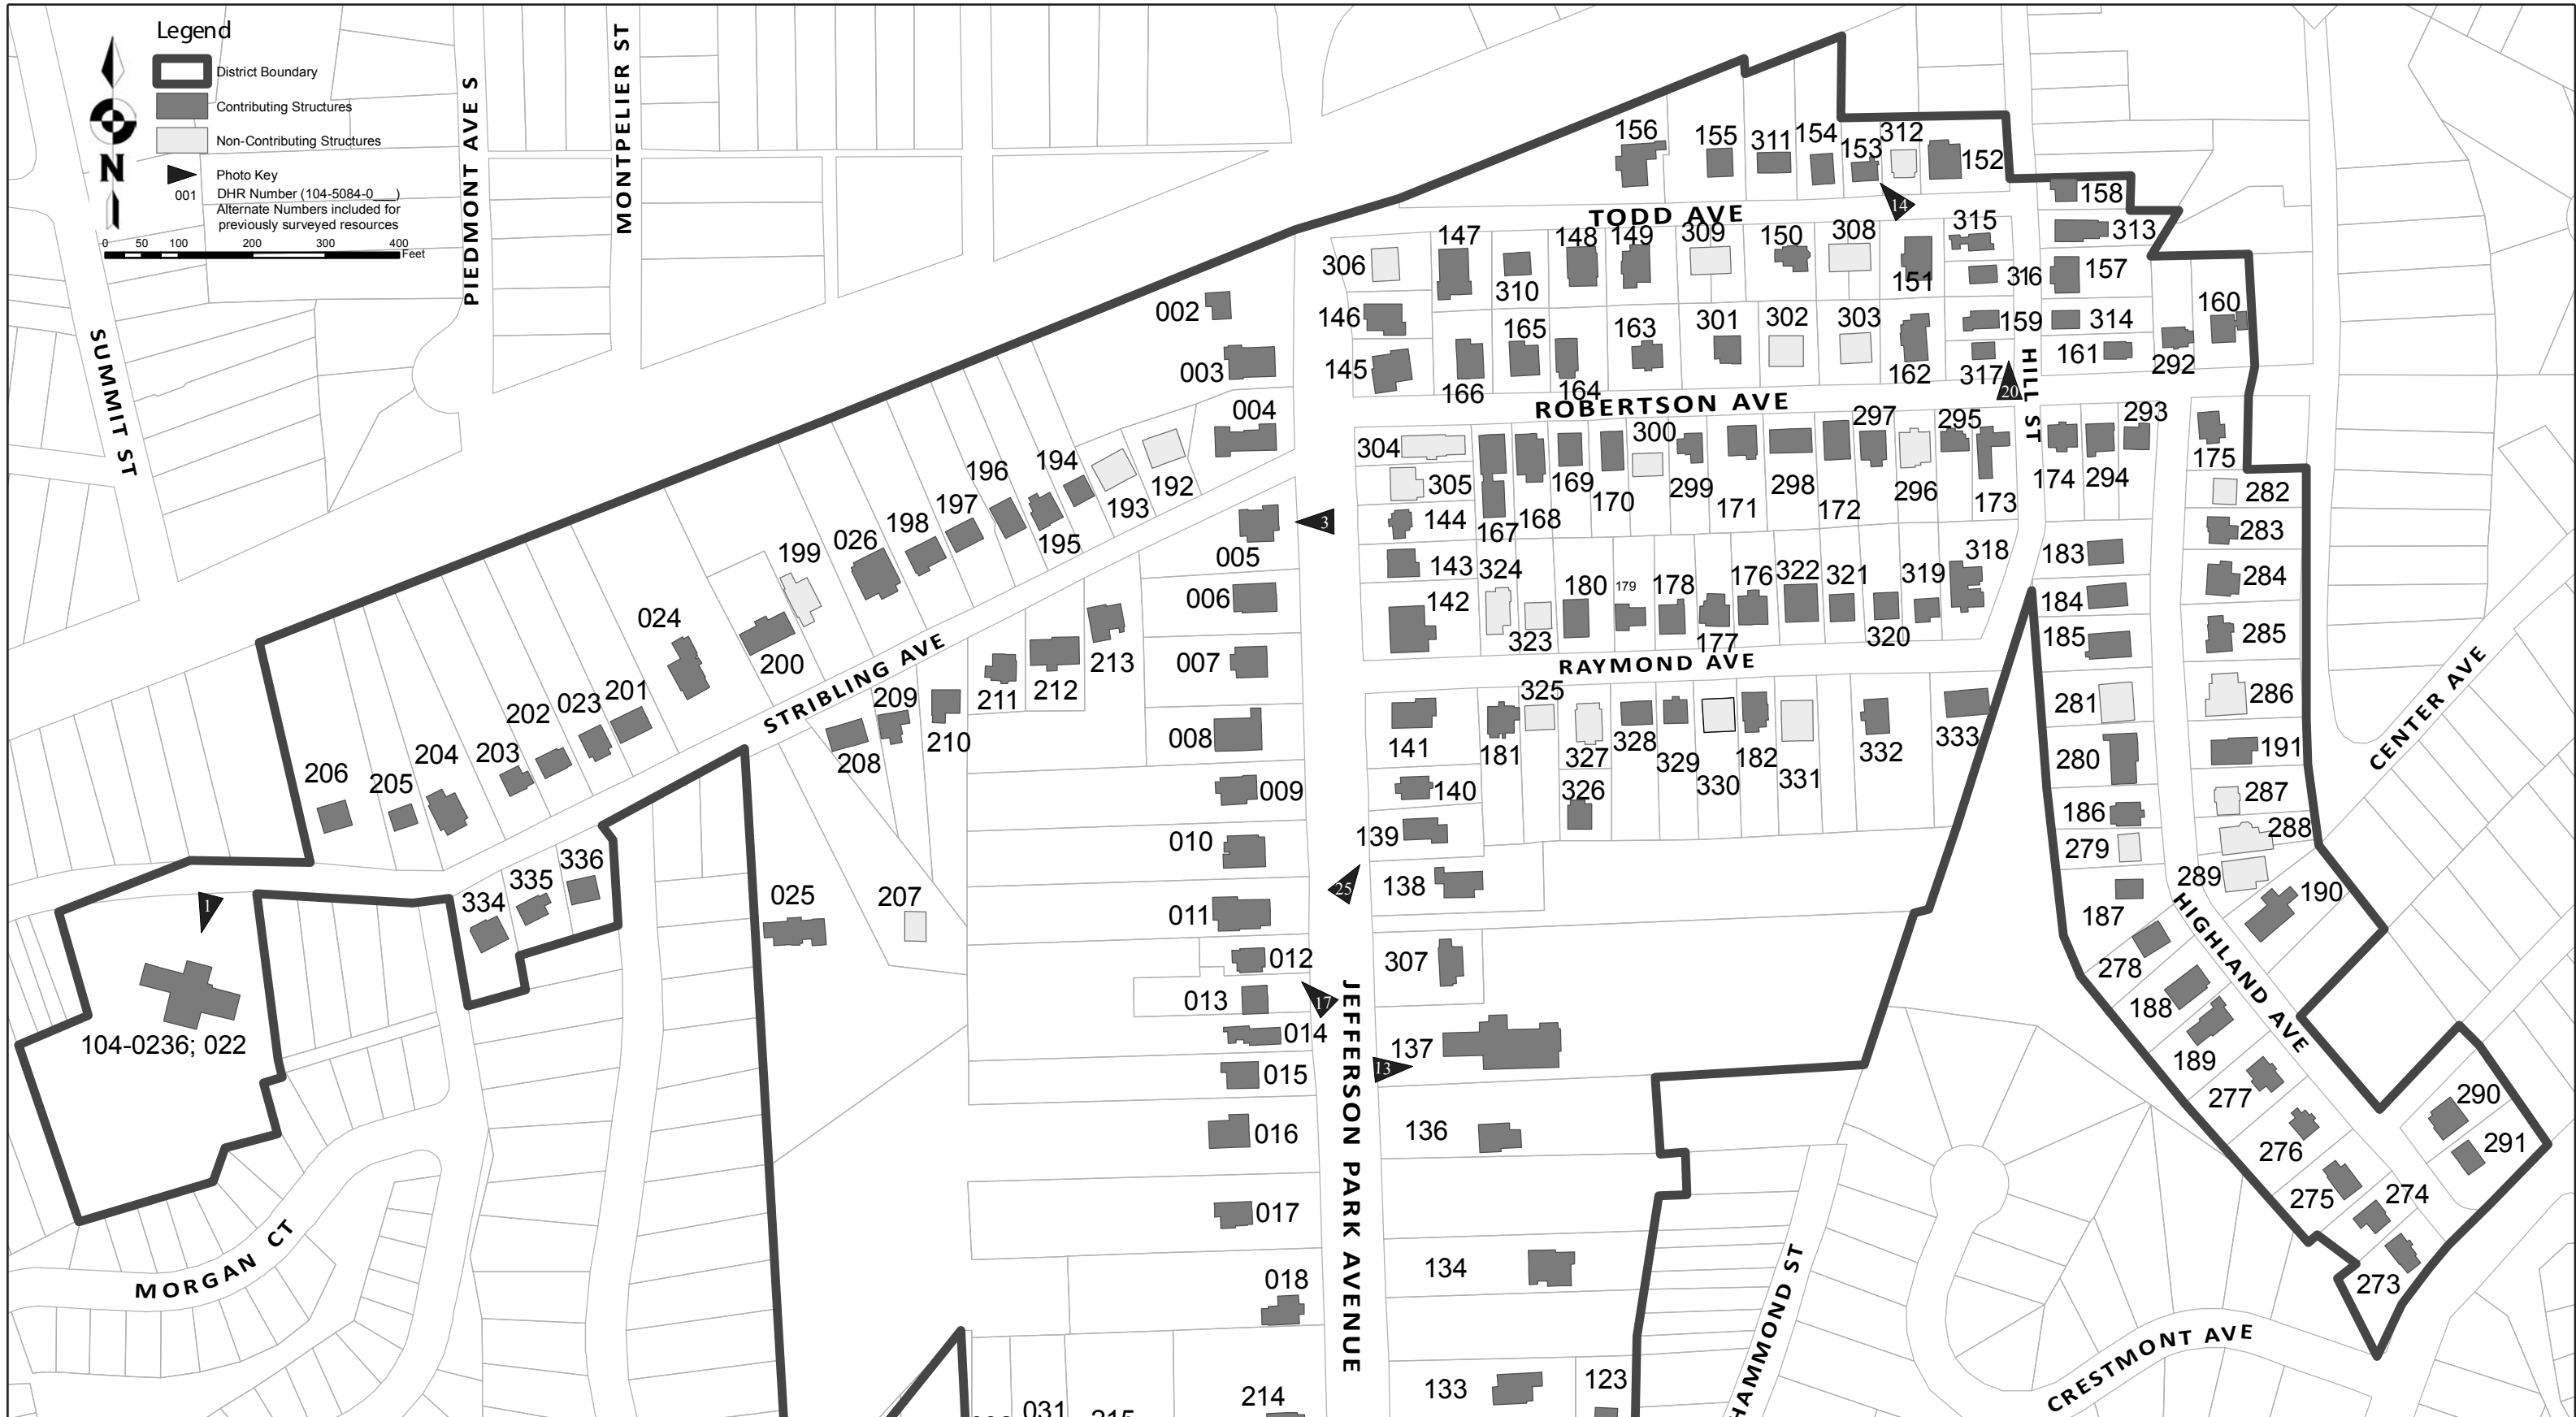 Legend
District Boundary
Contributing Structures
Non-Contributing Structures
N
Photo Key
001 DHR Number (104-5084-0___)
Alternate Numbers included for
previously surveyed resources
0 50 100 200 300 400
Feet
SUMMIT ST
PIEDMONT AVE S
MONTPELIER ST
156 155 311 154 153 312 152
14
TODD AVE
158
313
157
314
161
292
160
147 148 149 309 150 308 315
306 310 151 316
146 165 163 301 302 303 159
145 166 164 162 317
20
HILL ST
ROBERTSON AVE
002
003
004
304 300 297 295 293
305 169 170 299 171 298 172 296 173 174 294 175
144 167 168
282
283
284
285
286
191
287
288
289
190
143 324 180 179 178 176 322 321 319 318
142 323 177 320
RAYMOND AVE
183
184
185
281
280
186
279
187
278
188
189
277
276
275
274
273
290
291
HIGHLAND AVE
CENTER AVE
CRESTMONT AVE
HAMMOND ST
3
005
006
007
008
009
010
011
012
013
014
015
016
017
018
214
194 193 192
196 195
197
198
026
199
200
024
201
023
202
203
204
205
206
STRIBLING AVE
213
212
211
210
209
208
207
025
336
335
334
1
104-0236; 022
MORGAN CT
325
141 181 327 328 329 330 182 331 332 333
140 326
139
138
25
307
17
137
13
136
134
133
123
JEFFERSON PARK AVENUE
031
215